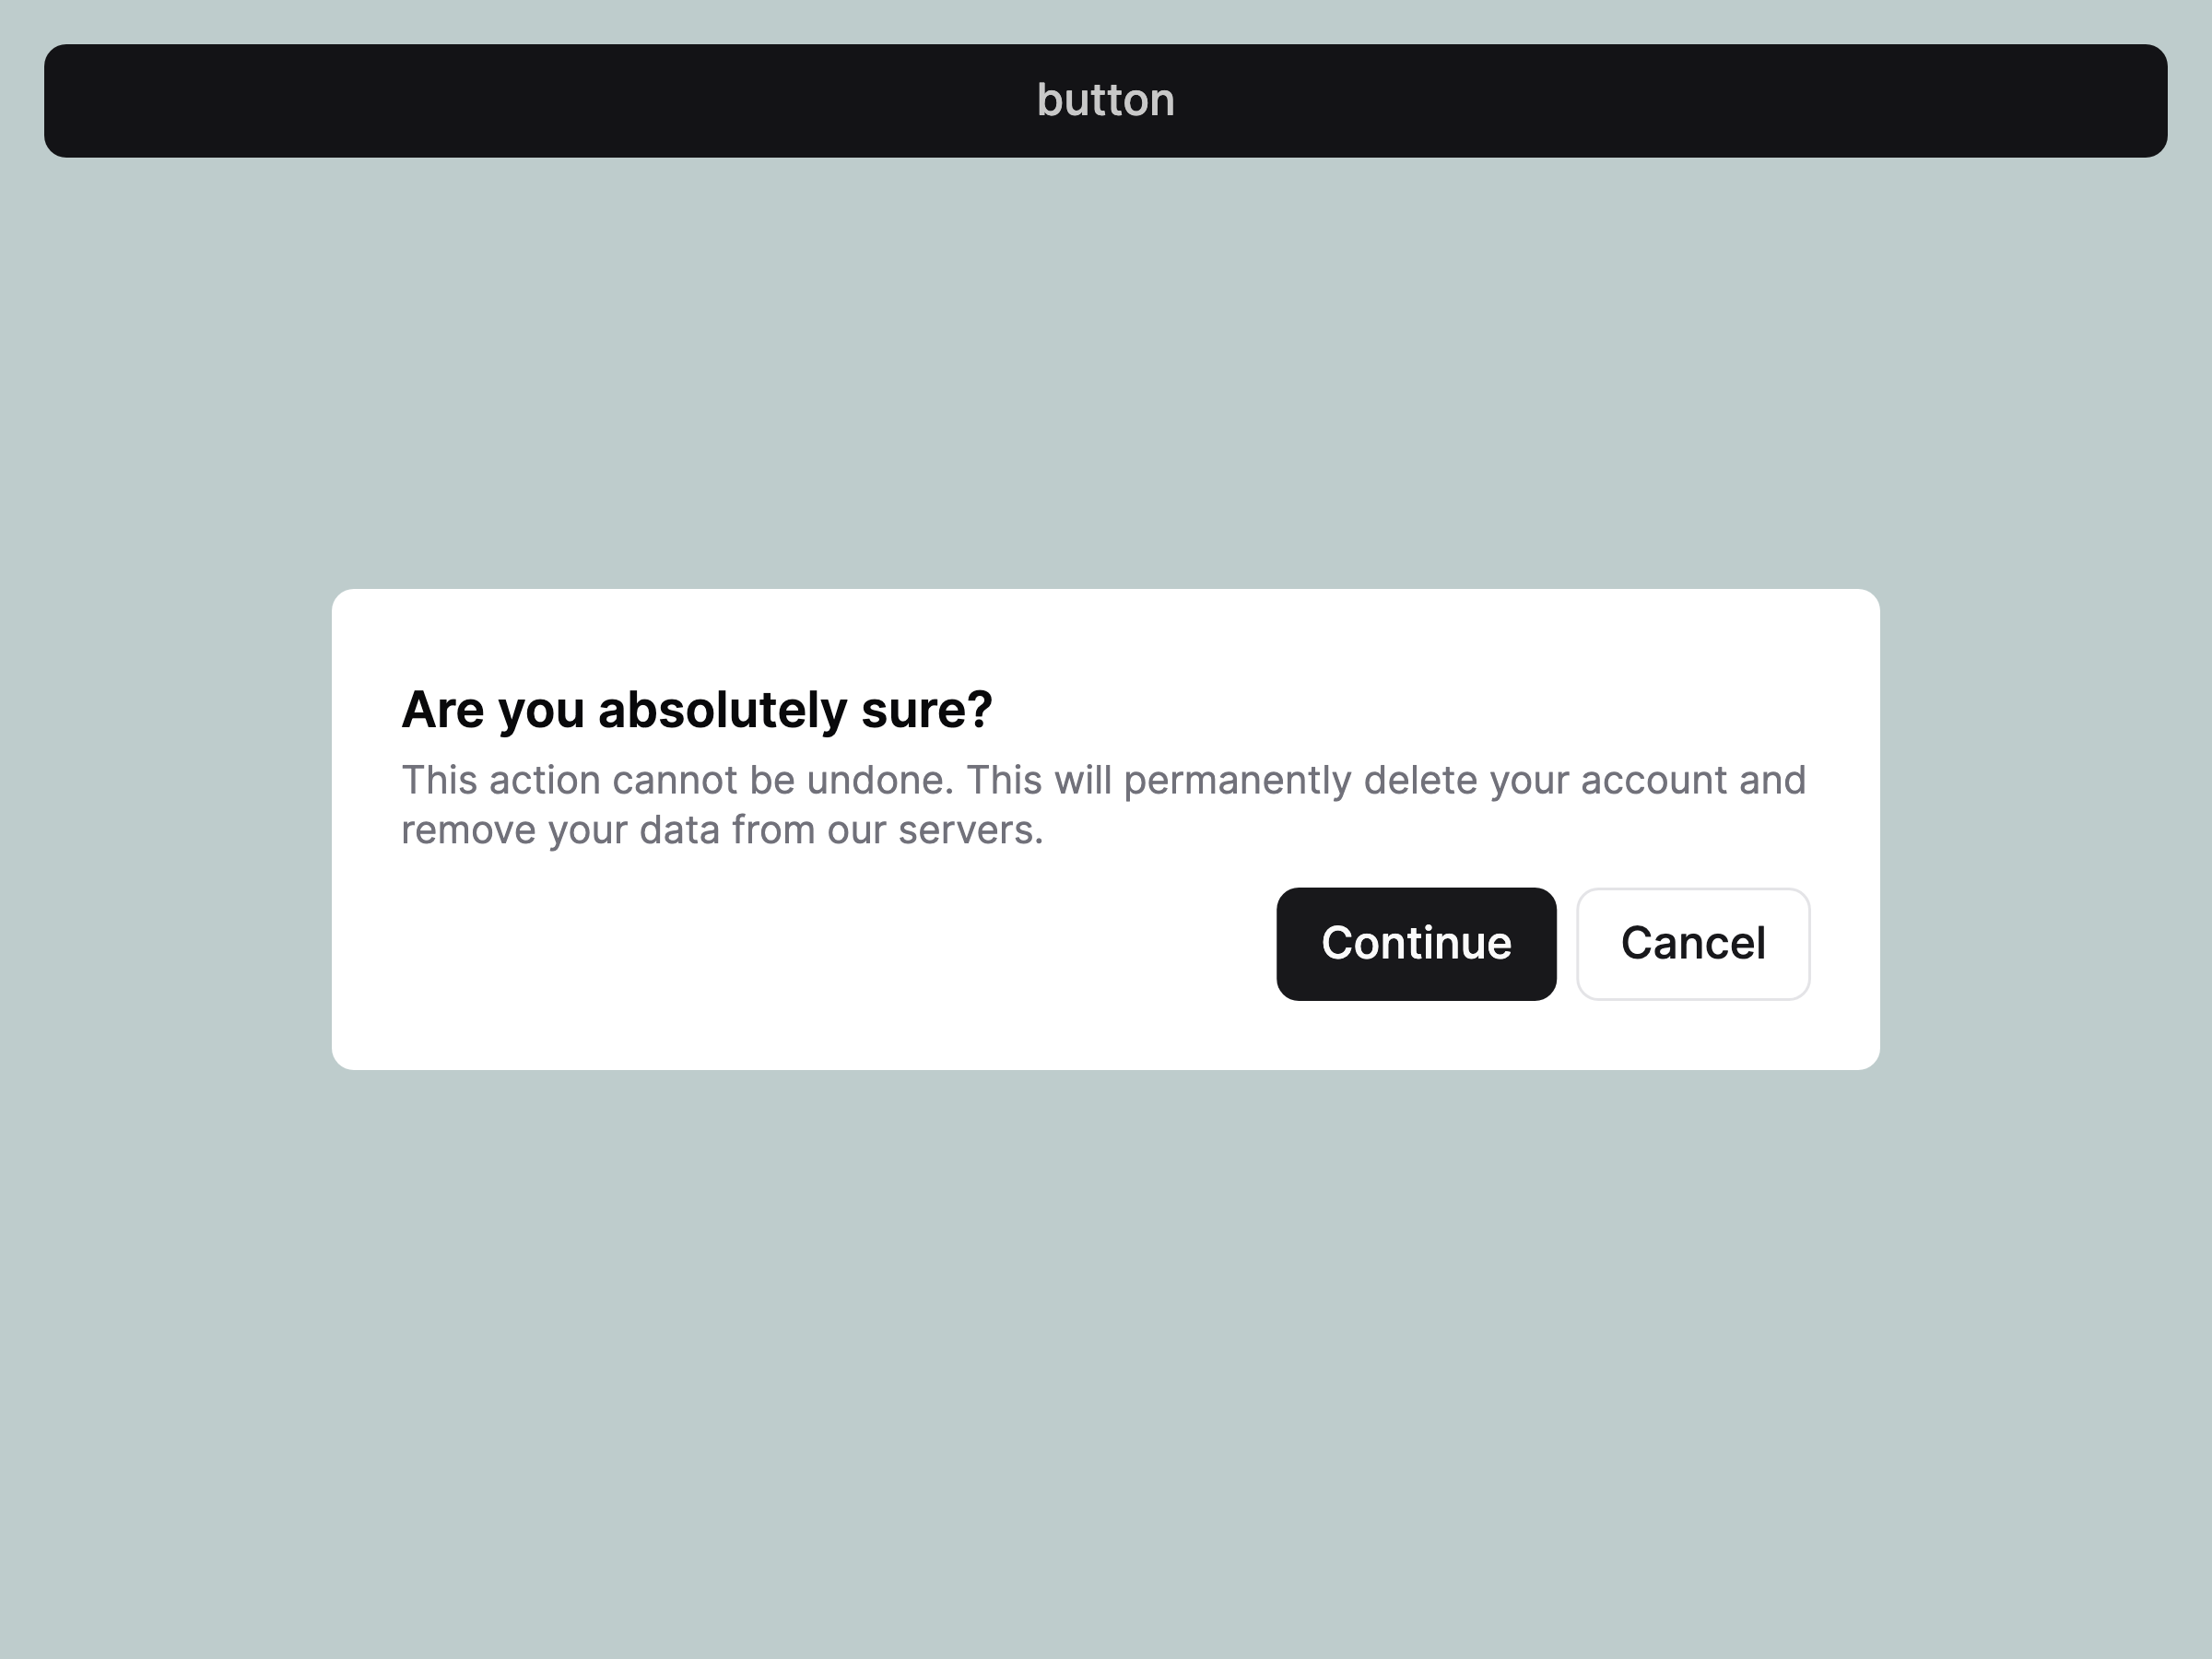 button
Are you absolutely sure?
This action cannot be undone. This will permanently delete your account and
remove your data from our servers.
Continue
Cancel